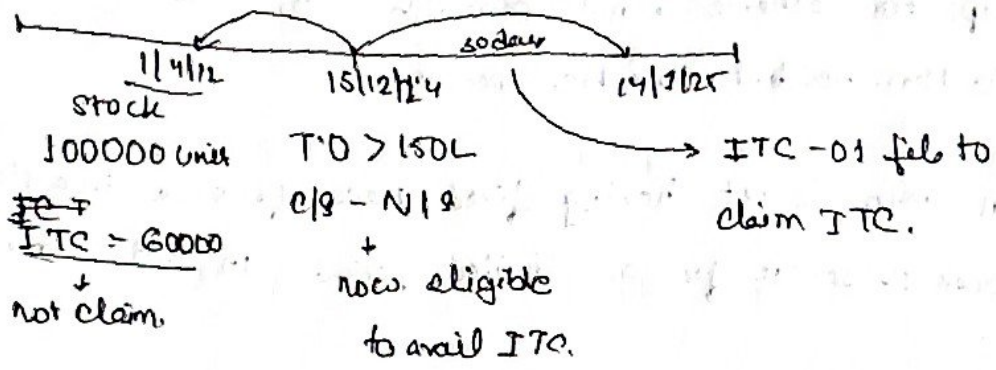 30 days
1/4/12
15/12/24
14/1/25
Stock
100000 units
T.O > 150L
ITC - 01 file to
C/S - N/S
claim ITC.
ITC = 60000
not claim.
now eligible
to avail ITC.